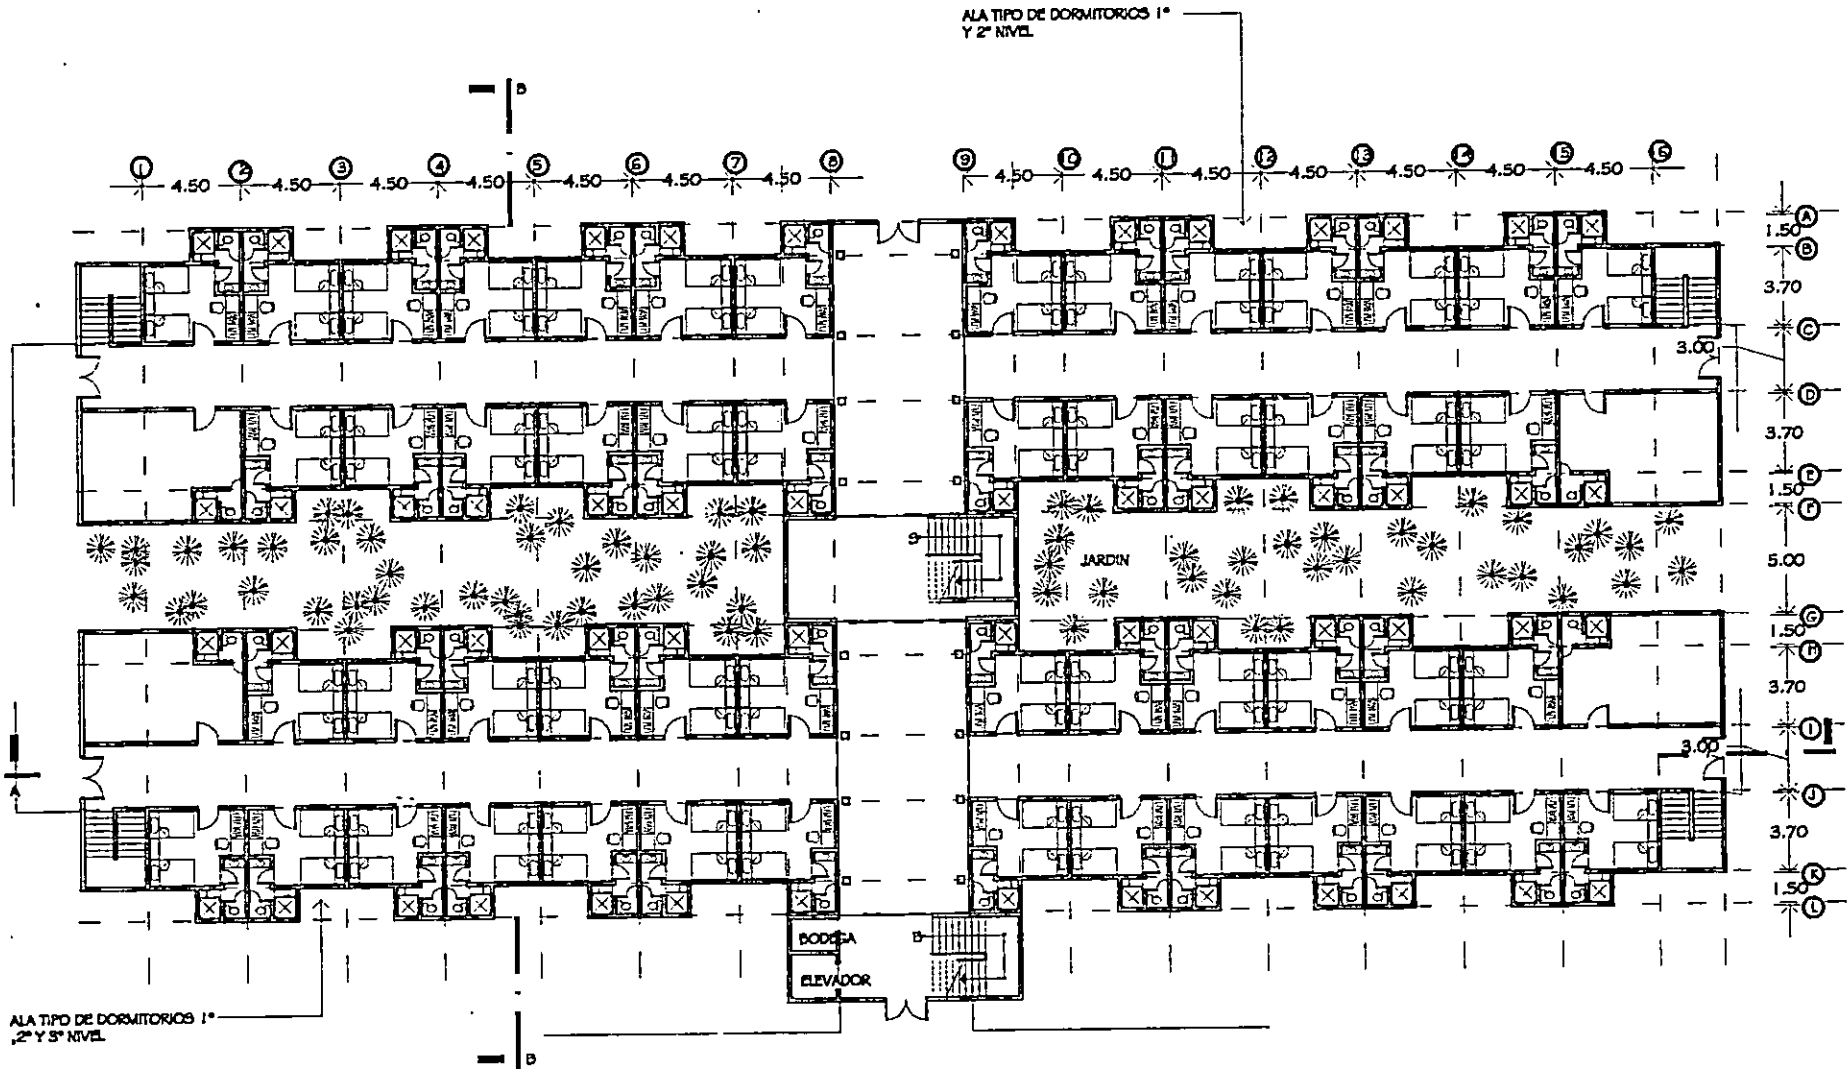 ALA TIPO DE DORMITORIOS 1°
Y 2° NIVEL
B
1 2 3 4 5 6 7 8 9 10 11 12 13 14 15 16
4.50 4.50 4.50 4.50 4.50 4.50 4.50 4.50 4.50 4.50 4.50 4.50 4.50 4.50
A
1.50
B
3.70
C
3.00
D
3.70
E
1.50
F
5.00
G
1.50
H
3.70
I
3.00
J
3.70
K
1.50
L
JARDIN
B
A
BODEGA
B
ELEVADOR
ALA TIPO DE DORMITORIOS 1°
,2° Y 3° NIVEL
B